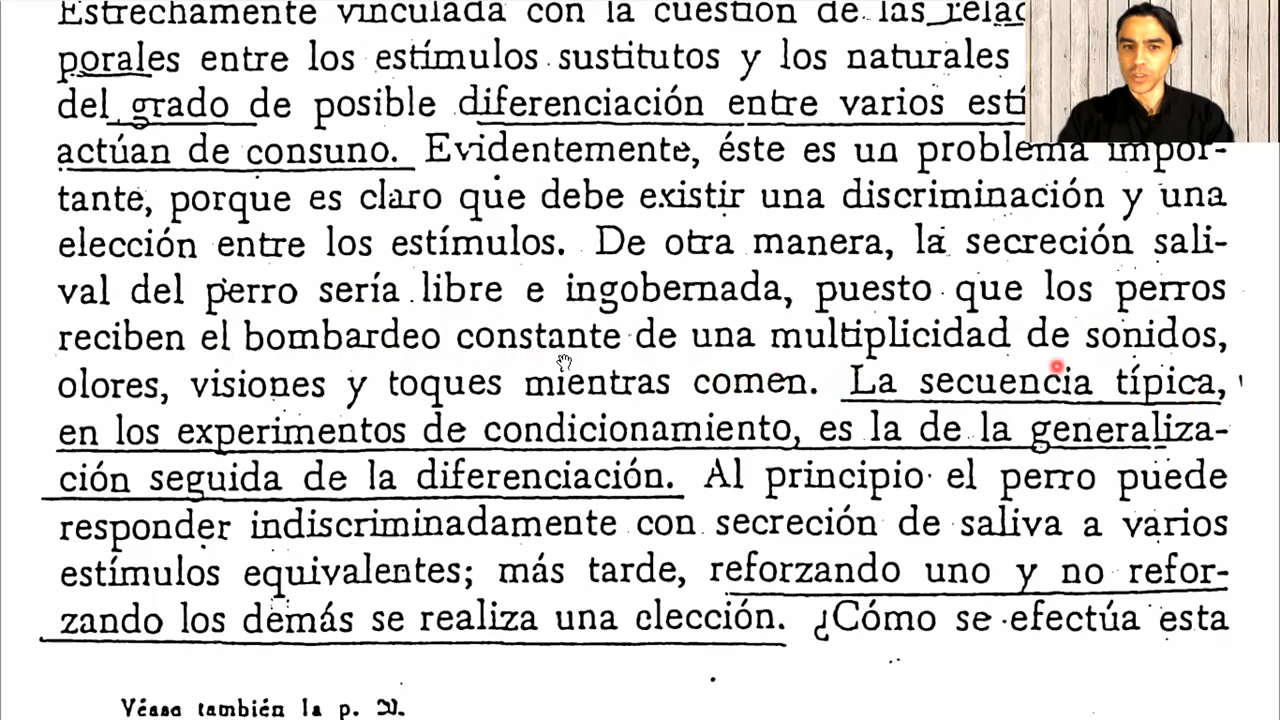 Estrechamente vinculada con la cuestión de las
porales entre los estímulos sustitutos y los naturales
del grado de posible diferenciación entre varios
actúan de consuno. Evidentemente, éste es un problema impor-
tante, porque es claro que debe existir una discriminación y una
elección entre los estímulos. De otra manera, la secreción sali-
val del perro sería libre e ingobernada, puesto que los perros
reciben el bombardeo constante de una multiplicidad de sonidos,
olores, visiones y toques mientras comen. La secuencia típica,
en los experimentos de condicionamiento, es la de la generaliza-
ción seguida de la diferenciación. Al principio el perro puede
responder indiscriminadamente con secreción de saliva a varios
estímulos equivalentes; más tarde, reforzando uno y no refor-
zando los demás se realiza una elección. ¿Cómo se efectúa esta
Véase también la p. 20.